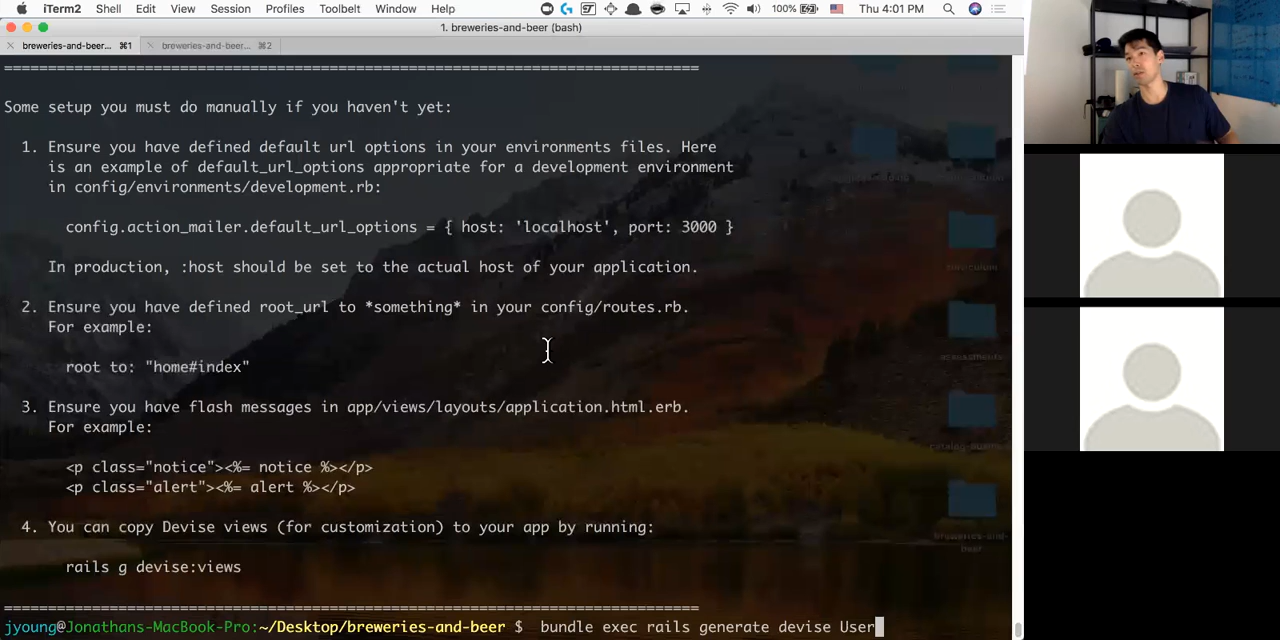 iTerm2 Shell Edit View Session Profiles Toolbelt Window Help 100% Thu 4:01 PM
1. breweries-and-beer (bash)
breweries-and-beer... ⌘1 breweries-and-beer... ⌘2
===============================================================================
Some setup you must do manually if you haven't yet:
1. Ensure you have defined default url options in your environments files. Here
is an example of default_url_options appropriate for a development environment
in config/environments/development.rb:
config.action_mailer.default_url_options = { host: 'localhost', port: 3000 }
In production, :host should be set to the actual host of your application.
2. Ensure you have defined root_url to *something* in your config/routes.rb.
For example:
root to: "home#index"
3. Ensure you have flash messages in app/views/layouts/application.html.erb.
For example:
<p class="notice"><%= notice %></p>
<p class="alert"><%= alert %></p>
4. You can copy Devise views (for customization) to your app by running:
rails g devise:views
===============================================================================
jyoung@Jonathans-MacBook-Pro:~/Desktop/breweries-and-beer $ bundle exec rails generate devise User
assessments
breweries-and-
beer